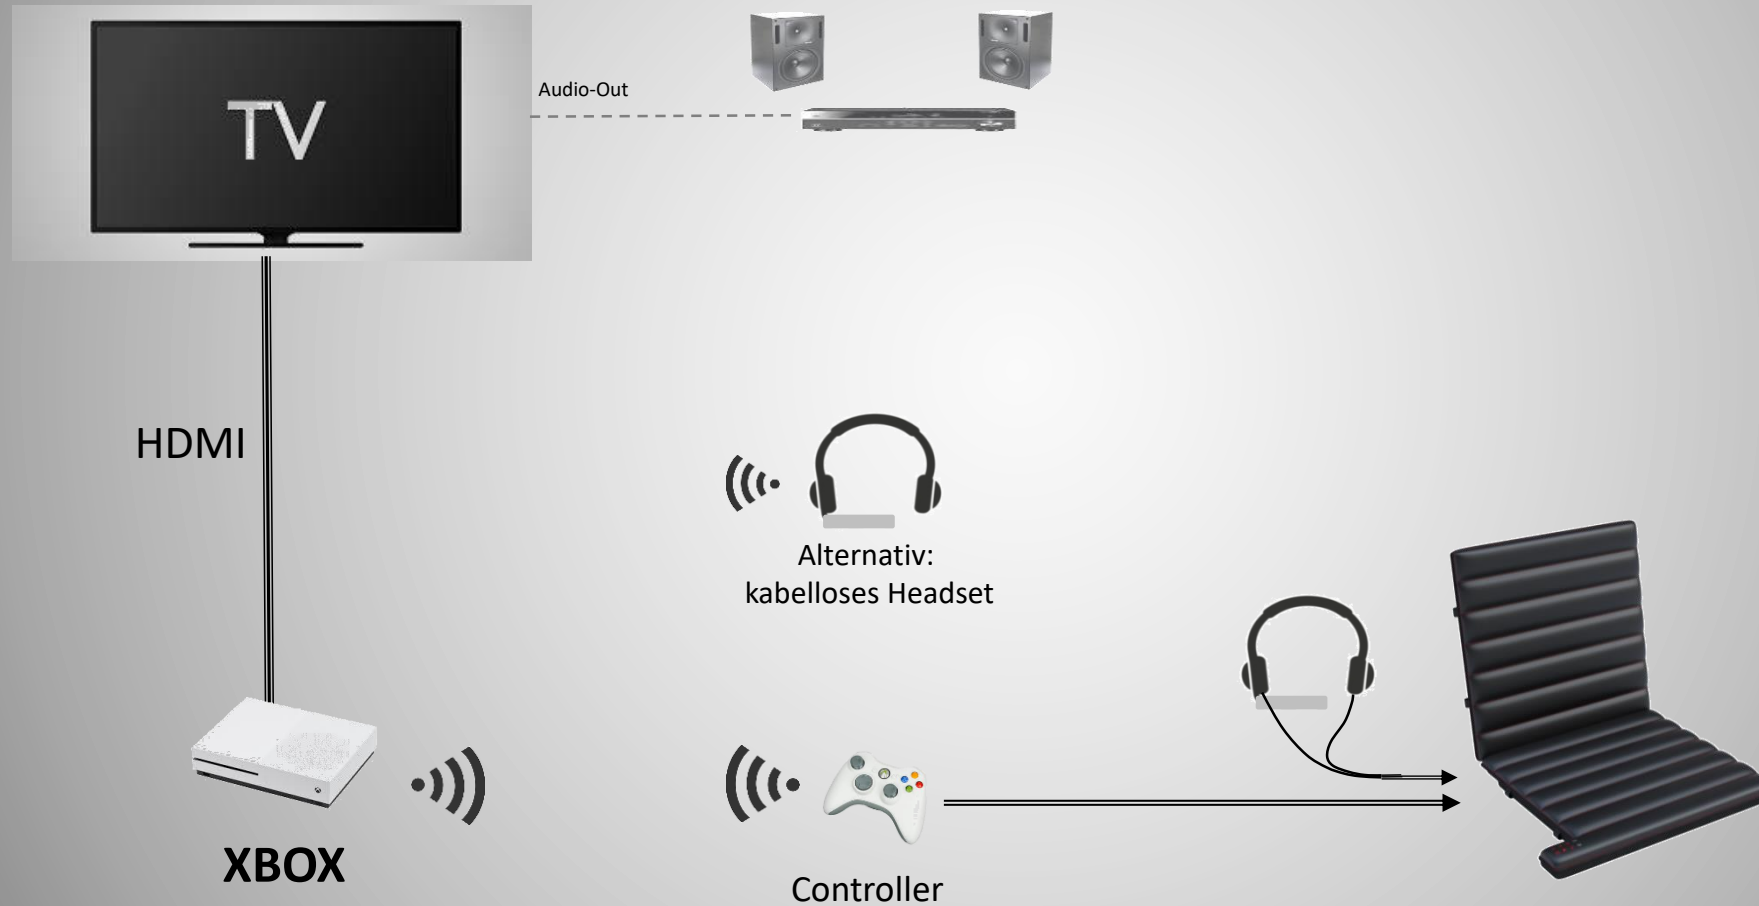 TV
Audio-Out
HDMI
Alternativ:
kabelloses Headset
XBOX
Controller